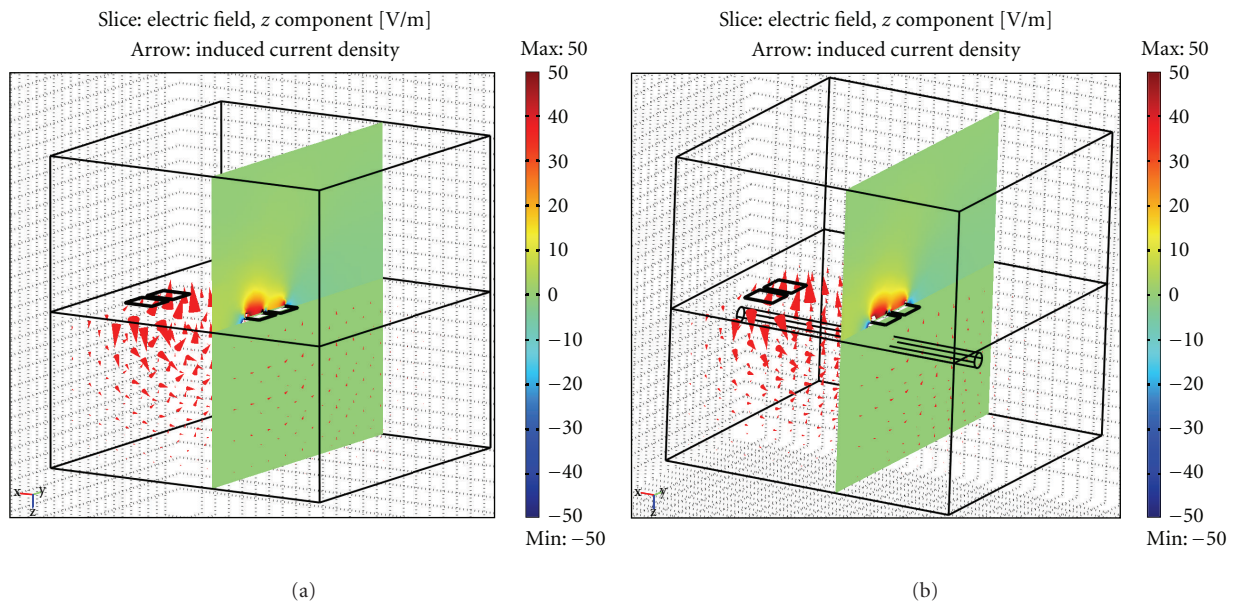 Slice: electric field, z component [V/m]
Arrow: induced current density
Max: 50
50
40
30
20
10
0
−10
−20
−30
−40
−50
Min: −50
x y
z
(a)
Slice: electric field, z component [V/m]
Arrow: induced current density
Max: 50
50
40
30
20
10
0
−10
−20
−30
−40
−50
Min: −50
x y
z
(b)